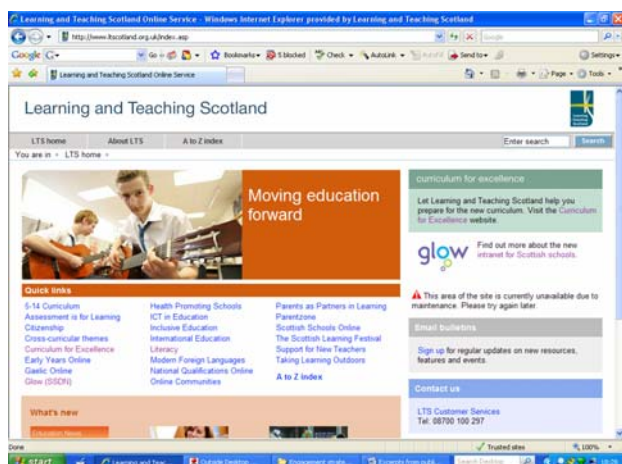 Learning and Teaching Scotland Online Service - Windows Internet Explorer provided by Learning and Teaching Scotland
http://www.ltscotland.org.uk/index.asp
Google
Go
Bookmarks
5 blocked
Check
AutoLink
Send to
Settings
Learning and Teaching Scotland Online Service
Page
Tools
Learning and Teaching Scotland
LTS home
About LTS
A to Z index
Enter search
Search
You are in
LTS home
Moving education
forward
curriculum for excellence
Let Learning and Teaching Scotland help you
prepare for the new curriculum. Visit the Curriculum
for Excellence website.
glow
Find out more about the new
intranet for Scottish schools.
Quick links
5-14 Curriculum
Assessment is for Learning
Citizenship
Cross-curricular themes
Curriculum for Excellence
Early Years Online
Gaelic Online
Glow (SSDN)
Health Promoting Schools
ICT in Education
Inclusive Education
International Education
Literacy
Modern Foreign Languages
National Qualifications Online
Online Communities
Parents as Partners in Learning
Parentzone
Scottish Schools Online
The Scottish Learning Festival
Support for New Teachers
Taking Learning Outdoors
A to Z index
This area of the site is currently unavailable due to
maintenance. Please try again later.
Email bulletins
Sign up for regular updates on new resources,
features and events.
Contact us
LTS Customer Services
Tel: 08700 100 297
What's new
Education News
Done
Trusted sites
100%
start
Learning and Teac...
Outside Desktop
Search Desktop